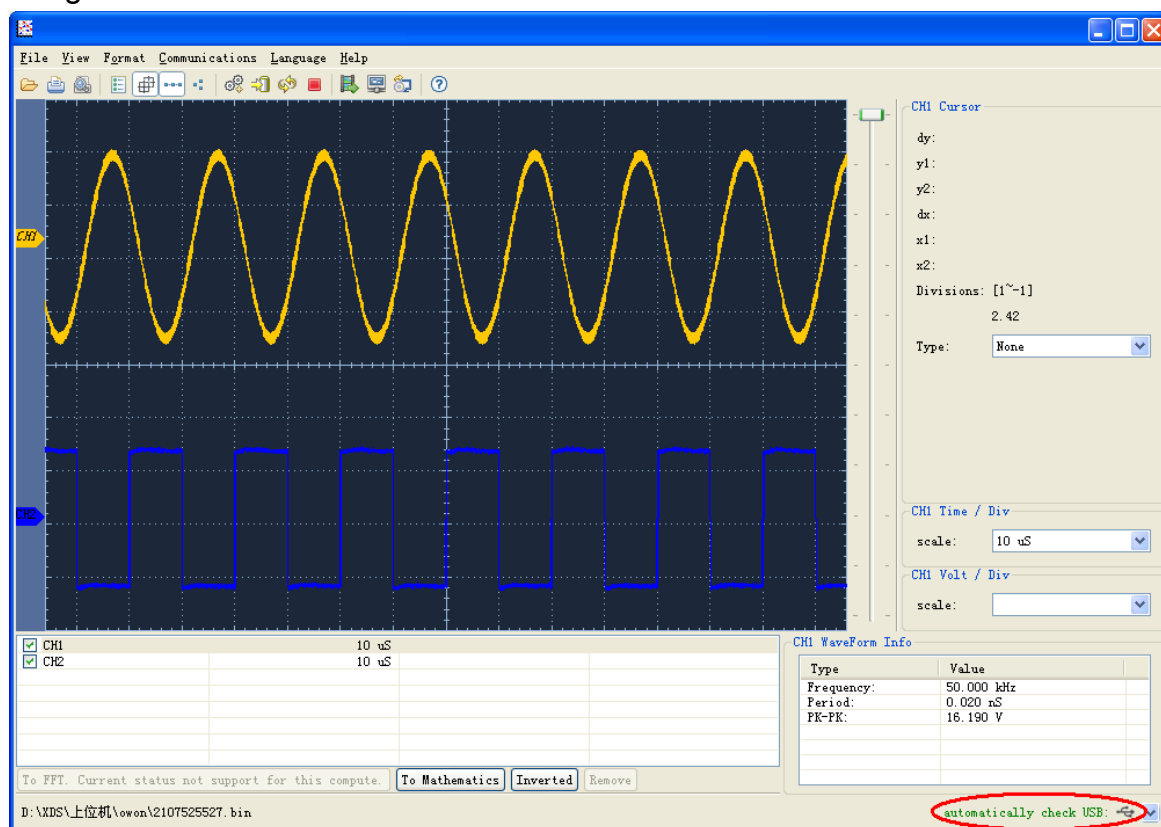 File View Format Communications Language Help
CH1
CH2
CH1 Cursor
dy:
y1:
y2:
dx:
x1:
x2:
Divisions: [1~-1]
2.42
Type: None
CH1 Time / Div
scale: 10 uS
CH1 Volt / Div
scale:
CH1 10 uS
CH2 10 uS
To FFT. Current status not support for this compute. To Mathematics Inverted Remove
CH1 WaveForm Info
Type Value
Frequency: 50.000 kHz
Period: 0.020 nS
PK-PK: 16.190 V
D:\XDS\上位机\owon\2107525527.bin
automatically check USB: